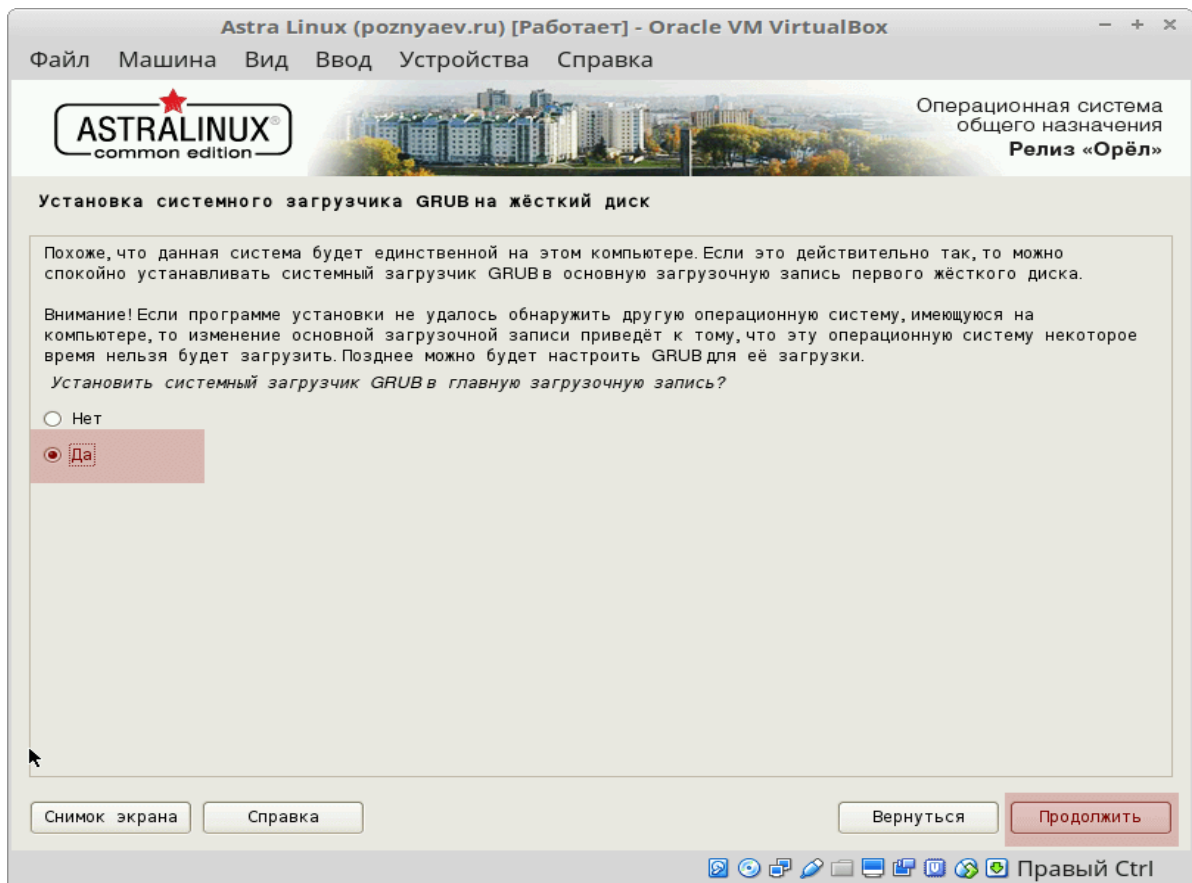 Astra Linux (poznyaev.ru) [Работает] - Oracle VM VirtualBox
Файл Машина Вид Ввод Устройства Справка
ASTRALINUX®
common edition
Операционная система
общего назначения
Релиз «Орёл»
Установка системного загрузчика GRUB на жёсткий диск
Похоже, что данная система будет единственной на этом компьютере. Если это действительно так, то можно
спокойно устанавливать системный загрузчик GRUB в основную загрузочную запись первого жёсткого диска.
Внимание! Если программе установки не удалось обнаружить другую операционную систему, имеющуюся на
компьютере, то изменение основной загрузочной записи приведёт к тому, что эту операционную систему некоторое
время нельзя будет загрузить. Позднее можно будет настроить GRUB для её загрузки.
Установить системный загрузчик GRUB в главную загрузочную запись?
Нет
Да
Снимок экрана Справка Вернуться Продолжить
Правый Ctrl